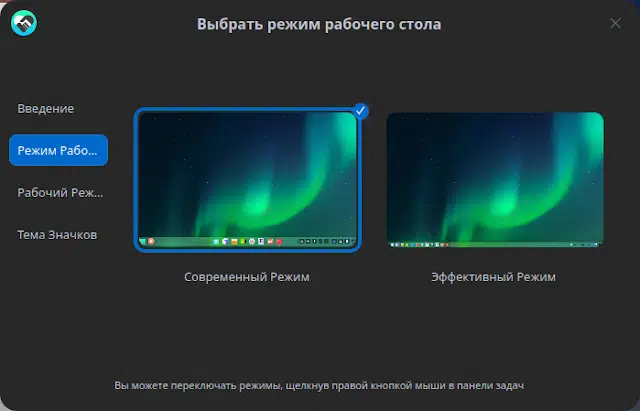 Выбрать режим рабочего стола
Введение
Режим Рабо...
Рабочий Реж...
Тема Значков
Современный Режим
Эффективный Режим
Вы можете переключать режимы, щелкнув правой кнопкой мыши в панели задач